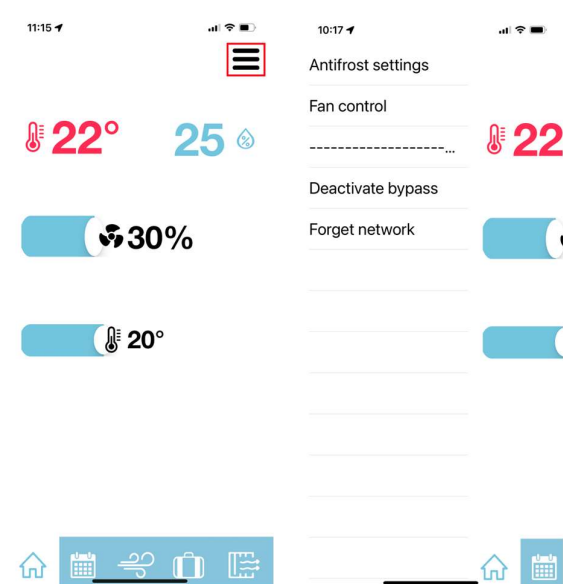 11:15
22°
25 %
30%
20°
10:17
Antifrost settings
Fan control
-------------------...
Deactivate bypass
Forget network
22